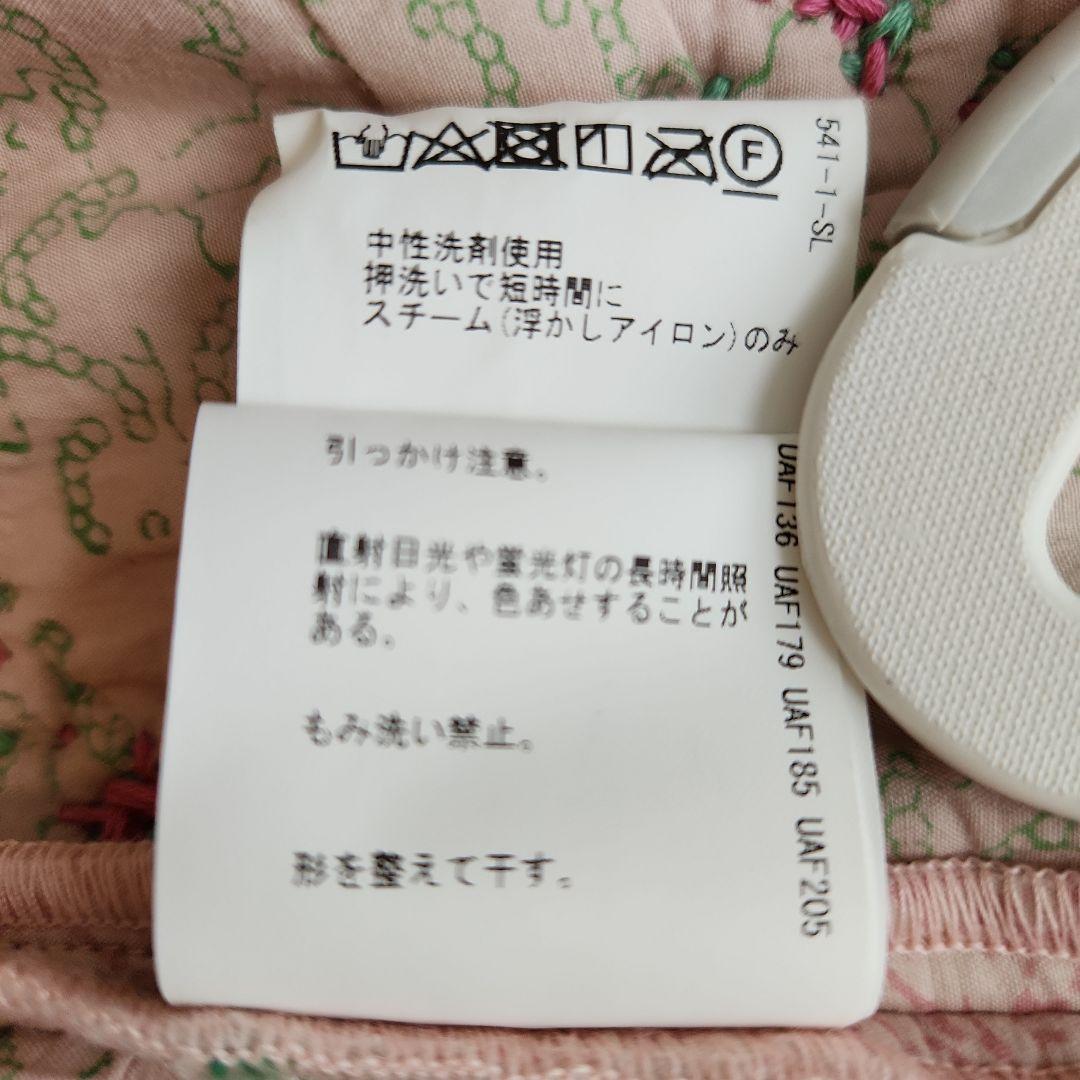 F
541-1-SL
中性洗剤使用
押洗いで短時間に
スチーム(浮かしアイロン)のみ
引っかけ注意。
直射日光や蛍光灯の長時間照
射により、色あせすることが
ある。
もみ洗い禁止。
形を整えて干す。
UAF136 UAF179 UAF185 UAF205